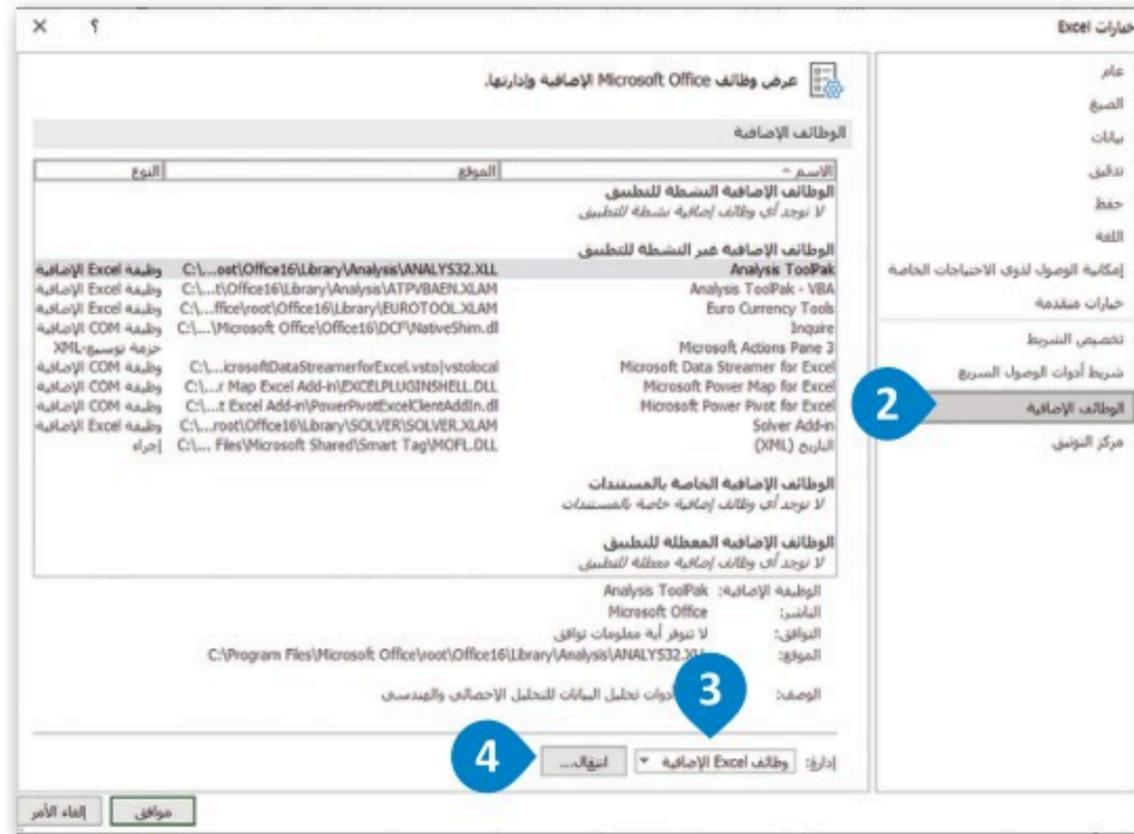 خيارات Excel
؟ ×
عام
الصيغ
بيانات
تدقيق
حفظ
اللغة
إمكانية الوصول لذوي الاحتياجات الخاصة
خيارات متقدمة
تخصيص الشريط
شريط أدوات الوصول السريع
الوظائف الإضافية
مركز التوثيق
2
عرض وظائف Microsoft Office الإضافية وإدارتها.
الوظائف الإضافية
الاسم الموقع النوع
الوظائف الإضافية النشطة للتطبيق
لا توجد أي وظائف إضافية نشطة للتطبيق
الوظائف الإضافية غير النشطة للتطبيق
Analysis ToolPak C:\...ost\Office16\Library\Analysis\ANALYS32.XLL وظيفة Excel الإضافية
Analysis ToolPak - VBA C:\...t\Office16\Library\Analysis\ATPVBAEN.XLAM وظيفة Excel الإضافية
Euro Currency Tools C:\...ffice\root\Office16\Library\EUROTOOL.XLAM وظيفة Excel الإضافية
Inquire C:\...\Microsoft Office\Office16\DCF\NativeShim.dl وظيفة COM الإضافية
Microsoft Actions Pane 3 حزمة توسيع-XML
Microsoft Data Streamer for Excel C:\...icrosoftDataStreamerforExcel.vsto|vstolocal وظيفة COM الإضافية
Microsoft Power Map for Excel C:\...r Map Excel Add-in\EXCELPLUGINSHELL.DLL وظيفة COM الإضافية
Microsoft Power Pivot for Excel C:\...t Excel Add-in\PowerPivotExcelClientAddIn.dl وظيفة COM الإضافية
Solver Add-in C:\...root\Office16\Library\SOLVER\SOLVER.XLAM وظيفة Excel الإضافية
التاريخ (XML) C:\... Files\Microsoft Shared\Smart Tag\MOFL.DLL إجراء
الوظائف الإضافية الخاصة بالمستندات
لا توجد أي وظائف إضافية خاصة بالمستندات
الوظائف الإضافية المعطلة للتطبيق
لا توجد أي وظائف إضافية معطلة للتطبيق
الوظيفة الإضافية: Analysis ToolPak
الناشر: Microsoft Office
التوافق: لا تتوفر أية معلومات توافق
الموقع: C:\Program Files\Microsoft Office\root\Office16\Library\Analysis\ANALYS32.XLL
الوصف: أدوات تحليل البيانات للتحليل الإحصائي والهندسي
3
إدارة: وظائف Excel الإضافية انتقال...
4
موافق إلغاء الأمر